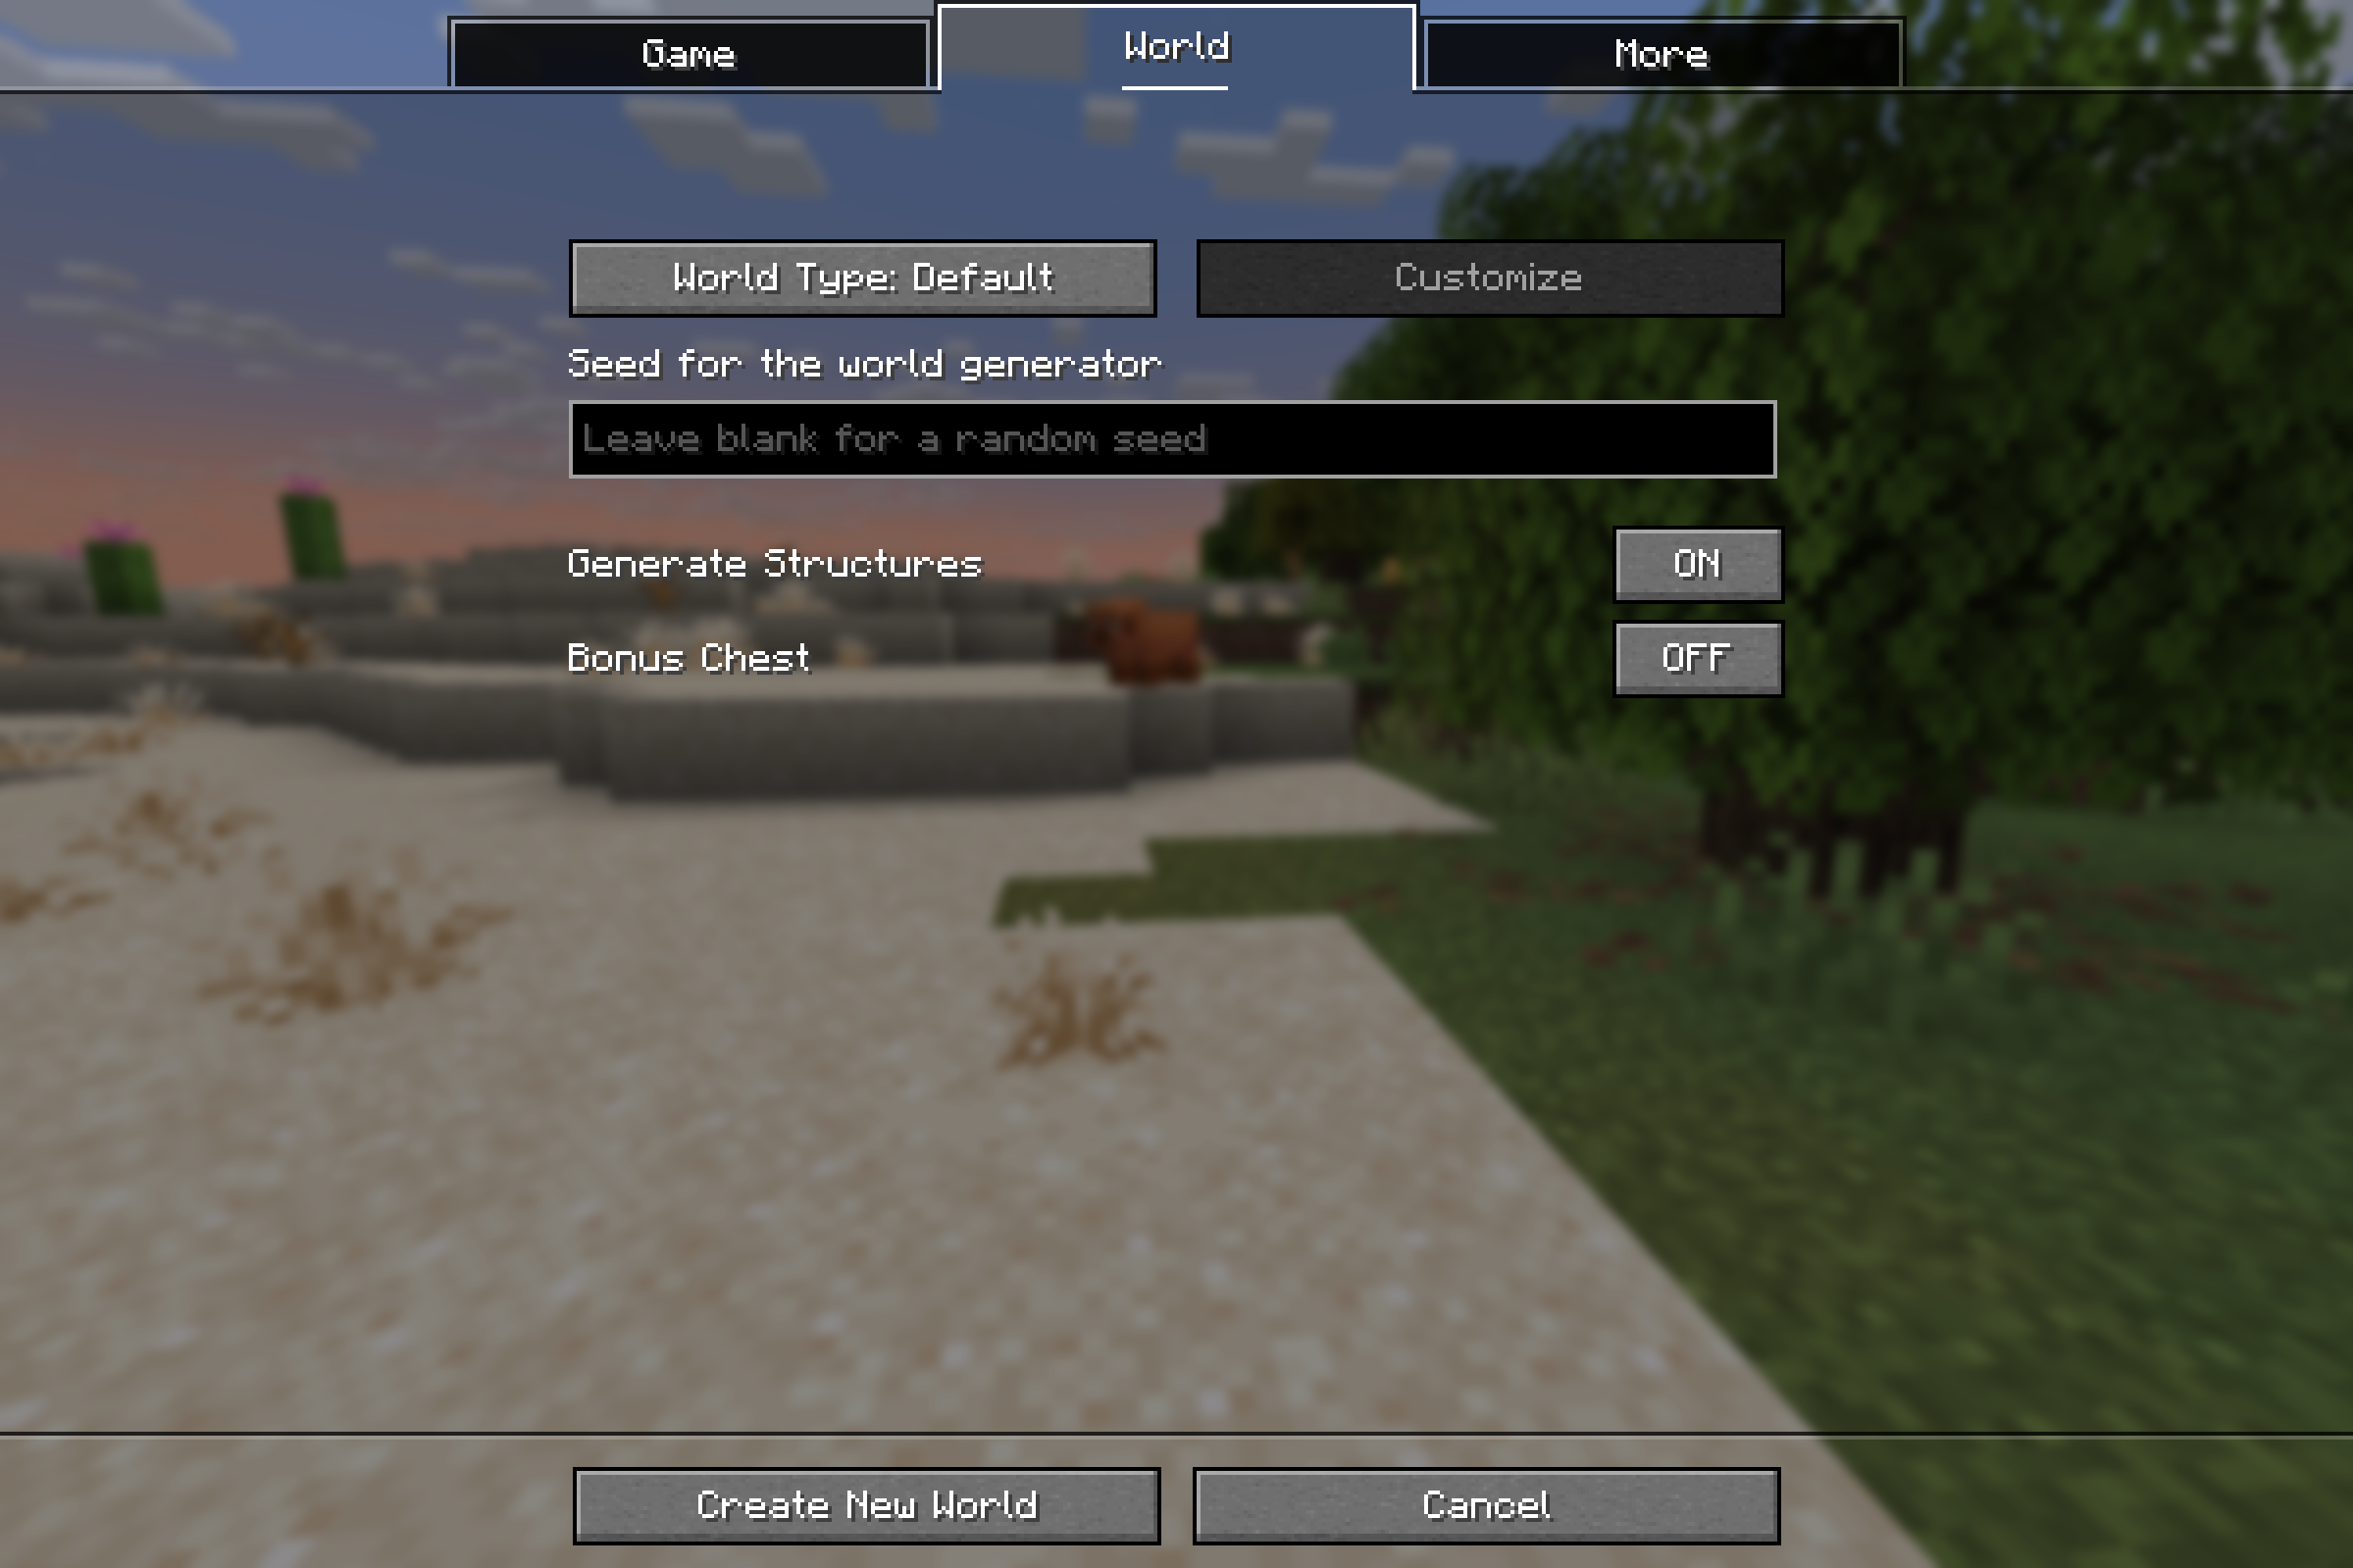 Game
World
More
World Type: Default
Customize
Seed for the world generator
Leave blank for a random seed
Generate Structures
ON
Bonus Chest
OFF
Create New World
Cancel